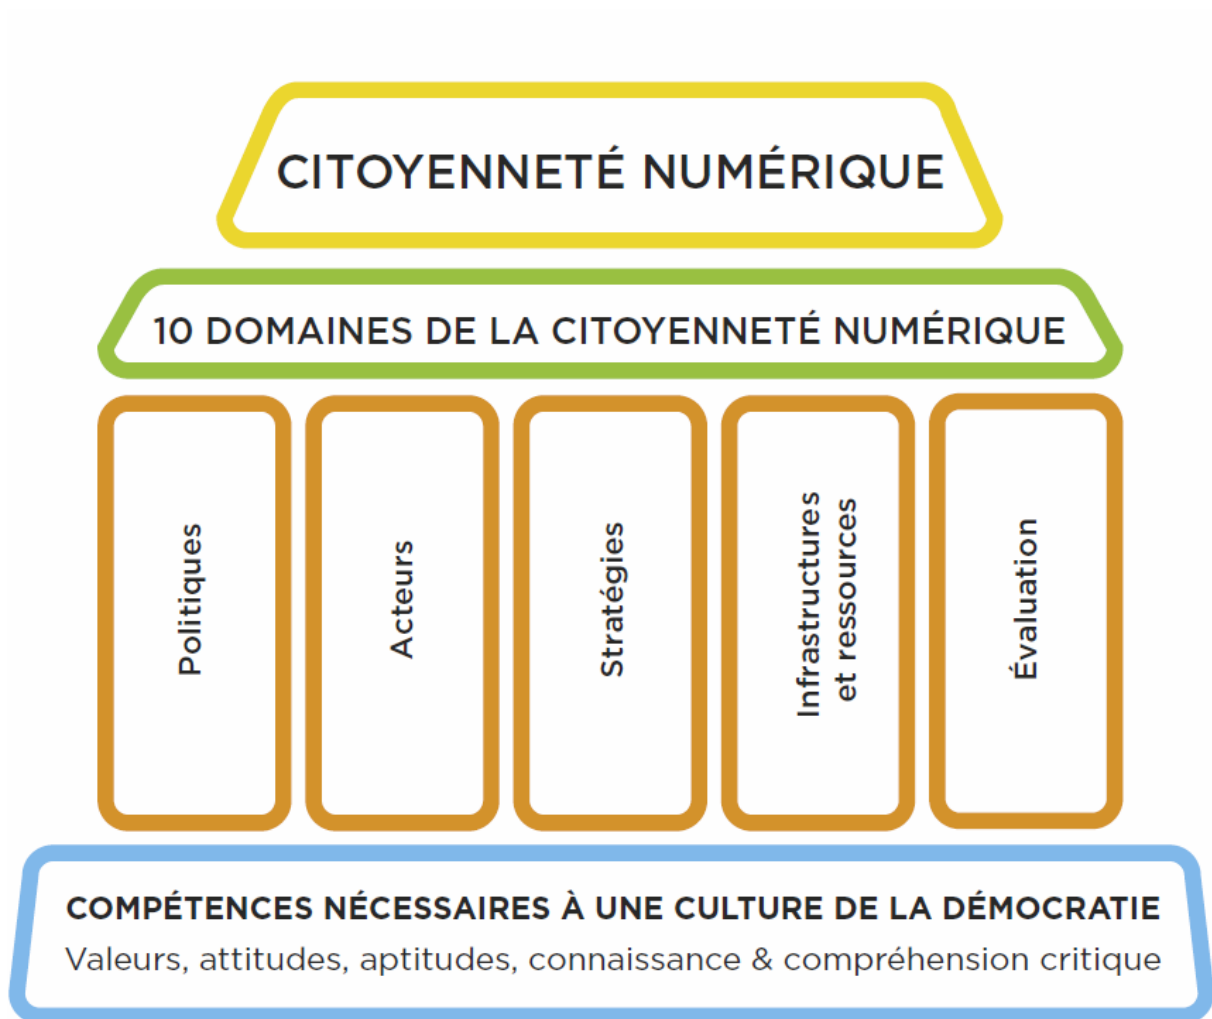 CITOYENNETÉ NUMÉRIQUE
10 DOMAINES DE LA CITOYENNETÉ NUMÉRIQUE
Politiques
Acteurs
Stratégies
Infrastructures
et ressources
Évaluation
COMPÉTENCES NÉCESSAIRES À UNE CULTURE DE LA DÉMOCRATIE
Valeurs, attitudes, aptitudes, connaissance & compréhension critique